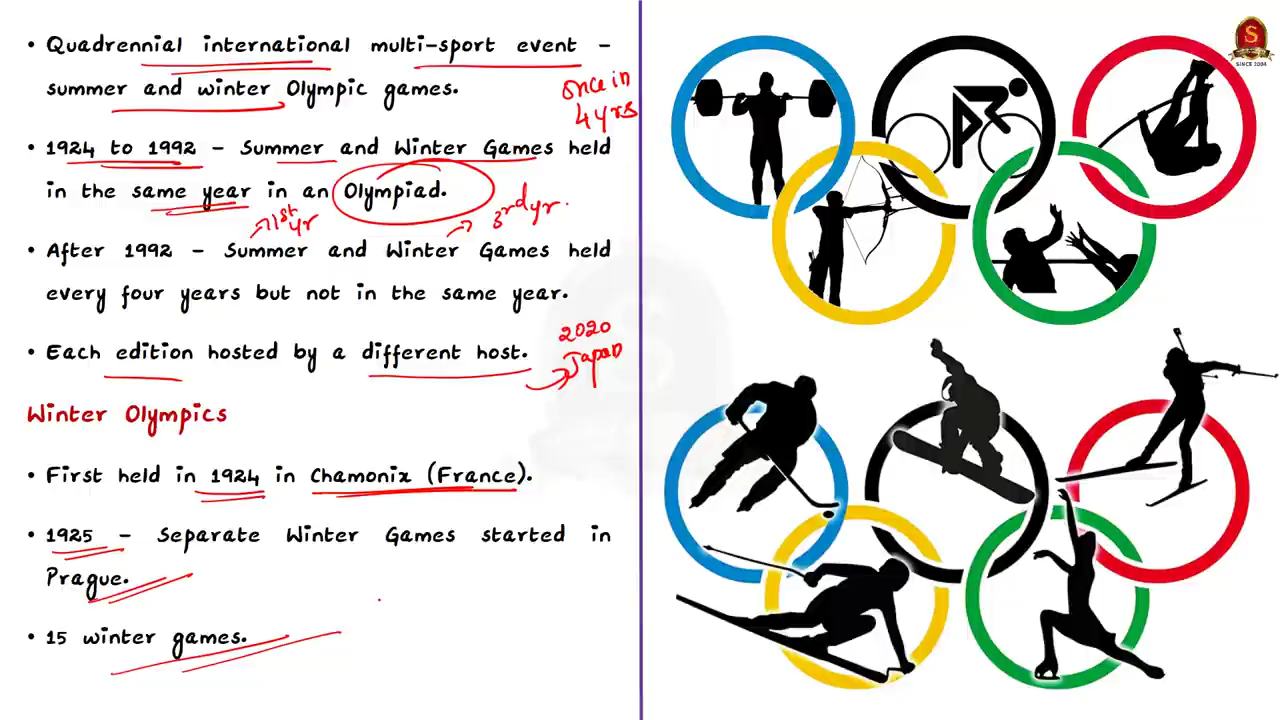 • Quadrennial international multi-sport event –
summer and winter Olympic games.
once in
4 yrs
• 1924 to 1992 – Summer and Winter Games held
in the same year in an Olympiad.
1st yr
3rd yr.
• After 1992 – Summer and Winter Games held
every four years but not in the same year.
• Each edition hosted by a different host.
2020
Japan
Winter Olympics
• First held in 1924 in Chamonix (France).
• 1925 – Separate Winter Games started in
Prague.
• 15 winter games.
S
SINCE 2004